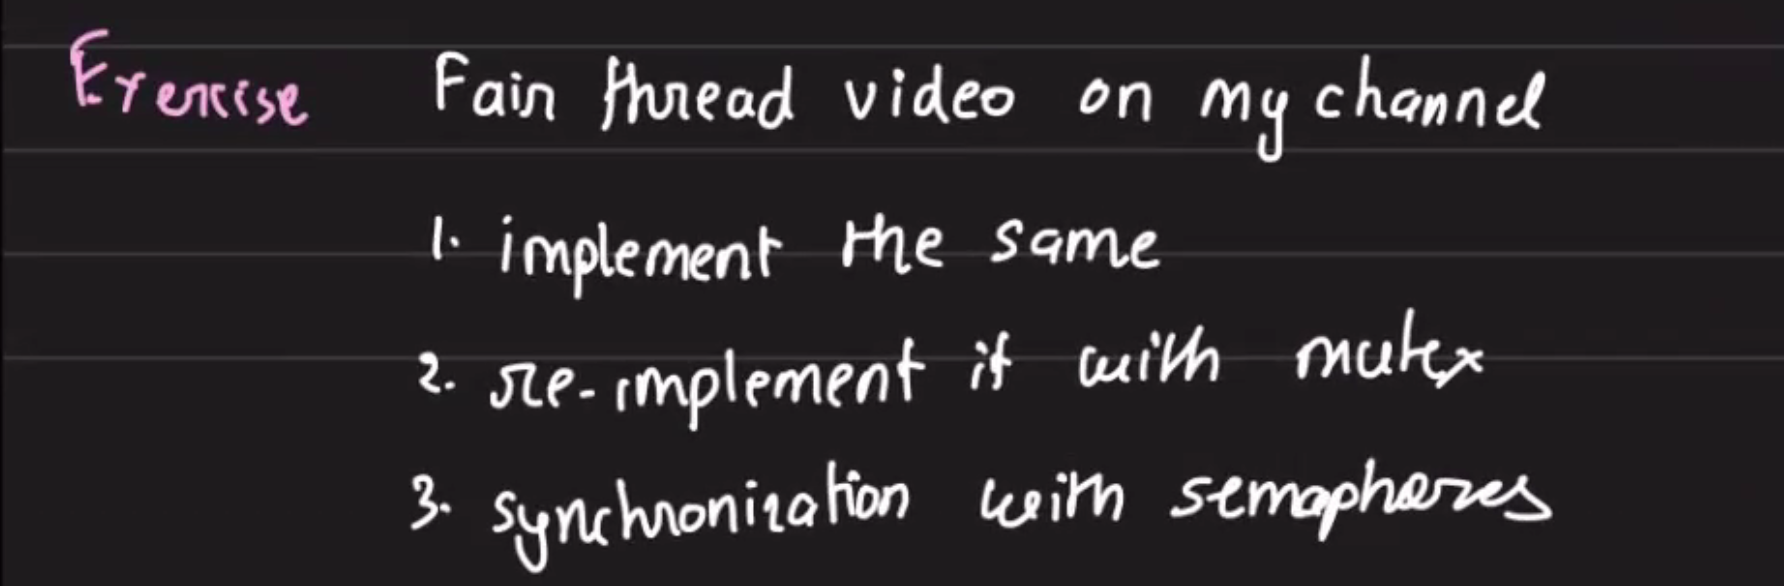 Exercise Fair thread video on my channel
1. implement the same
2. re-implement it with mutex
3. synchronization with semaphores